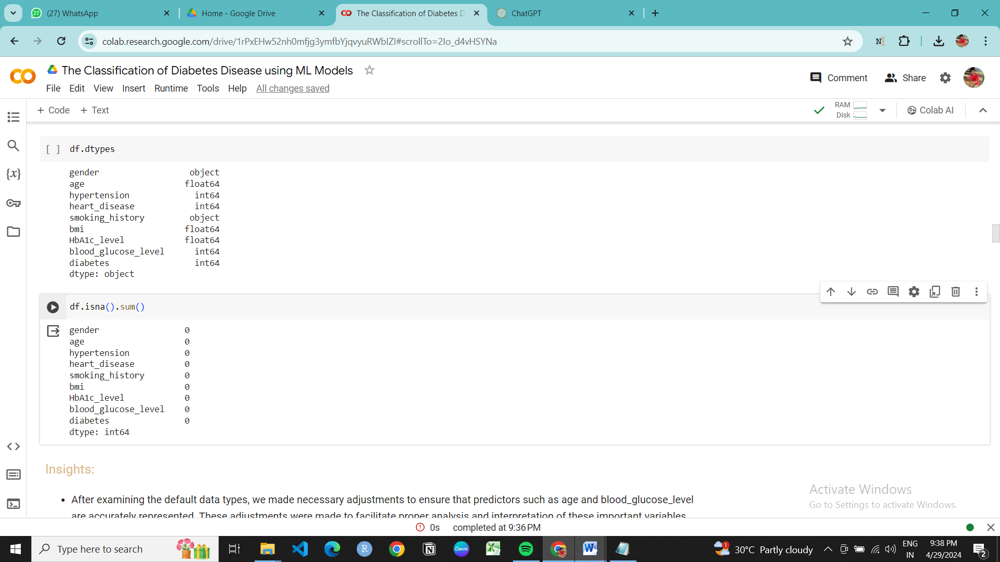 27 (27) WhatsApp Home - Google Drive The Classification of Diabetes D ChatGPT
colab.research.google.com/drive/1rPxEHw52nh0mfjg3ymfbYjqvyuRWbIZI#scrollTo=2Io_d4vHSYNa
The Classification of Diabetes Disease using ML Models
Comment Share
File Edit View Insert Runtime Tools Help All changes saved
+ Code + Text
RAM
Disk
Colab AI
[ ] df.dtypes
gender object
age float64
hypertension int64
heart_disease int64
smoking_history object
bmi float64
HbA1c_level float64
blood_glucose_level int64
diabetes int64
dtype: object
{x}
df.isna().sum()
gender 0
age 0
hypertension 0
heart_disease 0
smoking_history 0
bmi 0
HbA1c_level 0
blood_glucose_level 0
diabetes 0
dtype: int64
Insights:
• After examining the default data types, we made necessary adjustments to ensure that predictors such as age and blood_glucose_level
are accurately represented. These adjustments were made to facilitate proper analysis and interpretation of these important variables
Activate Windows
Go to Settings to activate Windows.
0s completed at 9:36 PM
Type here to search
R
Canva
1
30°C Partly cloudy
ENG
IN
9:38 PM
4/29/2024
2